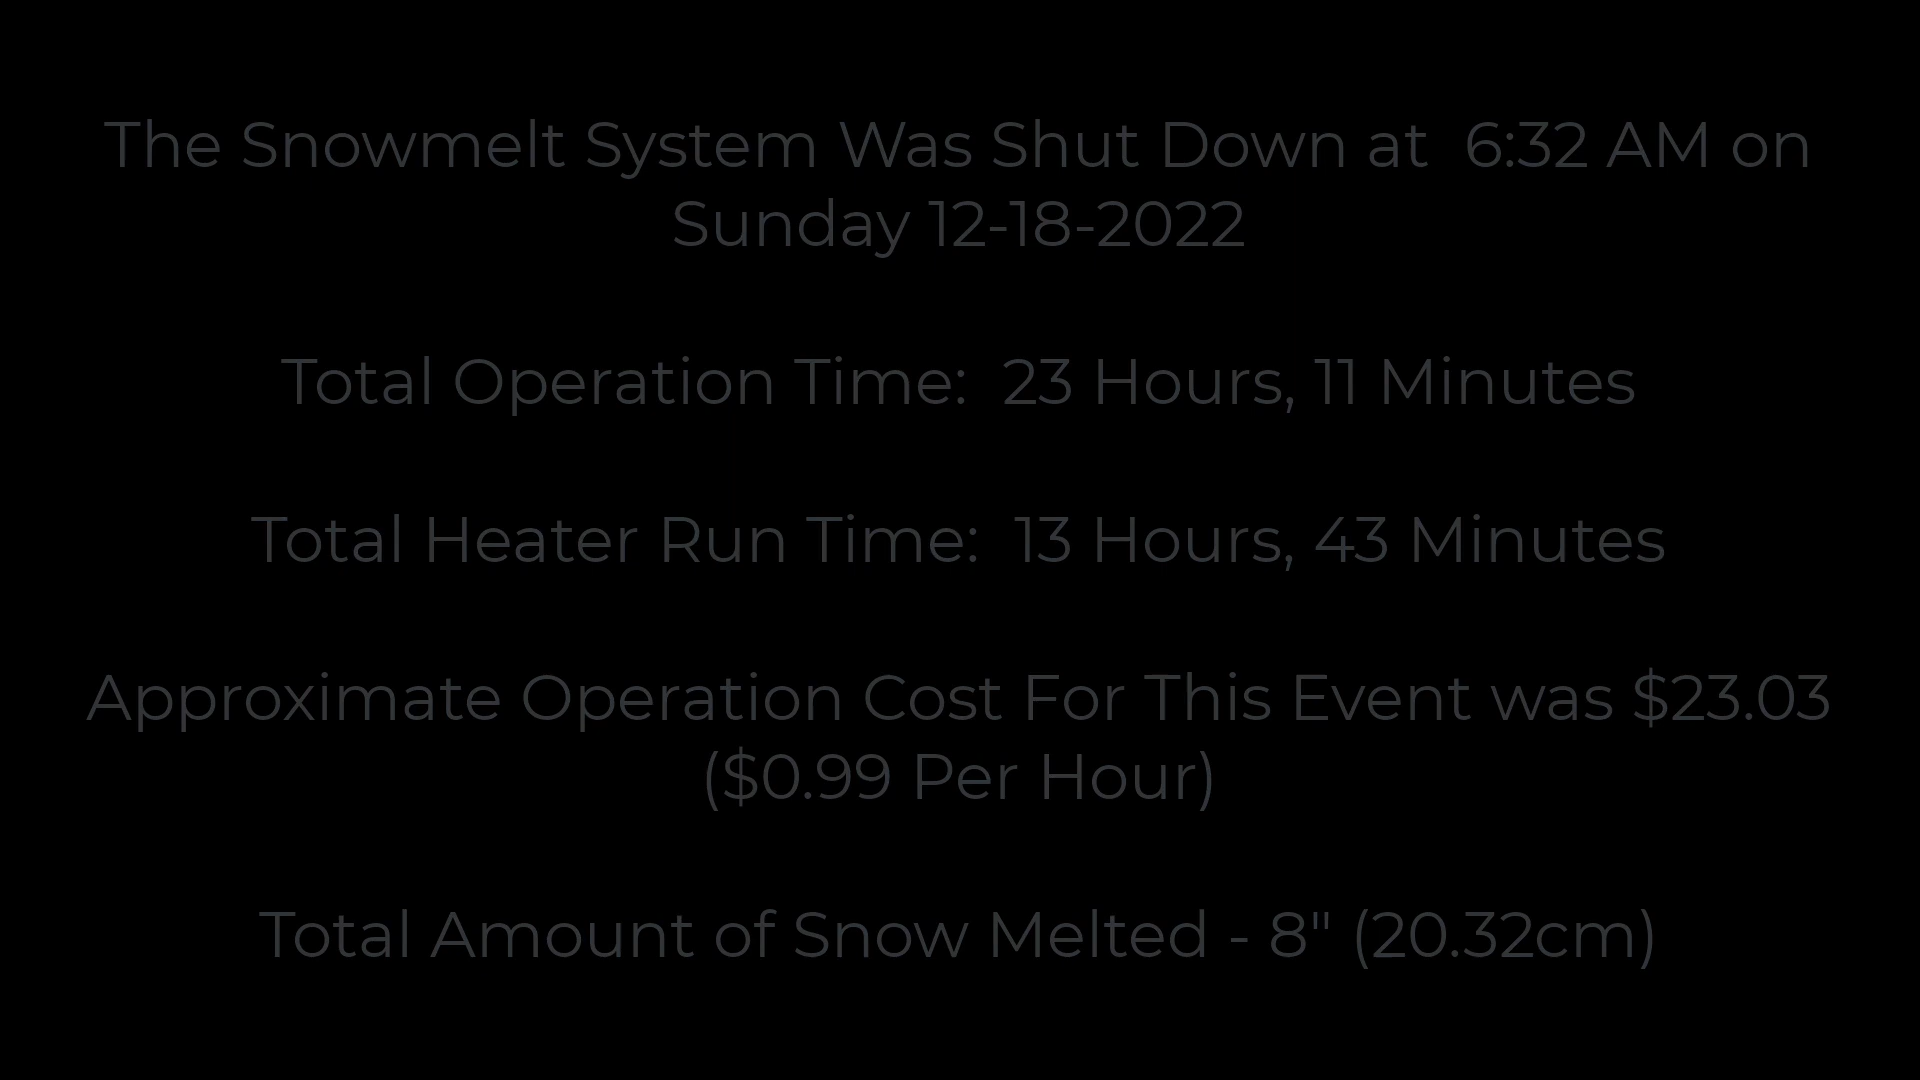 The Snowmelt System Was Shut Down at  6:32 AM on
Sunday 12-18-2022
Total Operation Time:  23 Hours, 11 Minutes
Total Heater Run Time:  13 Hours, 43 Minutes
Approximate Operation Cost For This Event was $23.03
($0.99 Per Hour)
Total Amount of Snow Melted - 8" (20.32cm)